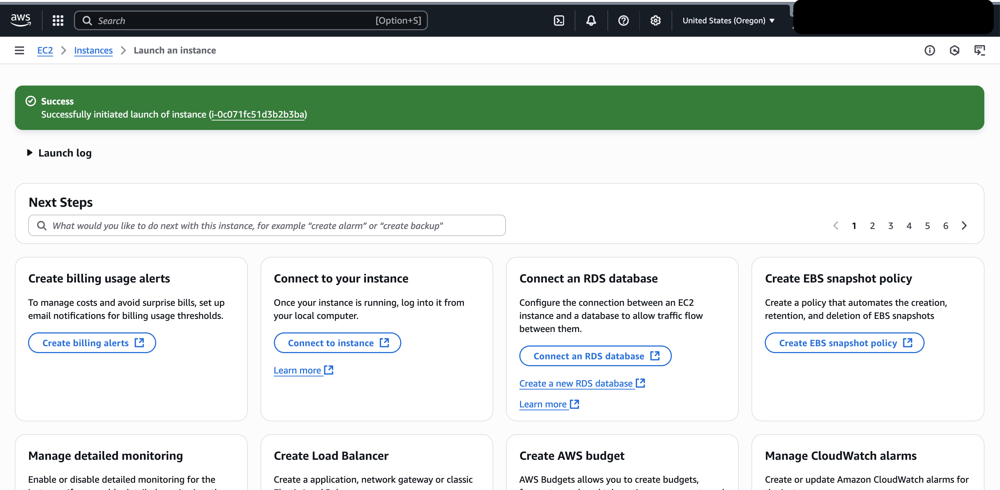 aws
Search [Option+S]
United States (Oregon)
EC2 Instances Launch an instance
Success
Successfully initiated launch of instance (i-0c071fc51d3b2b3ba)
Launch log
Next Steps
What would you like to do next with this instance, for example “create alarm” or “create backup"
1 2 3 4 5 6
Create billing usage alerts
To manage costs and avoid surprise bills, set up
email notifications for billing usage thresholds.
Create billing alerts
Connect to your instance
Once your instance is running, log into it from
your local computer.
Connect to instance
Learn more
Connect an RDS database
Configure the connection between an EC2
instance and a database to allow traffic flow
between them.
Connect an RDS database
Create a new RDS database
Learn more
Create EBS snapshot policy
Create a policy that automates the creation,
retention, and deletion of EBS snapshots
Create EBS snapshot policy
Manage detailed monitoring
Enable or disable detailed monitoring for the
Create Load Balancer
Create a application, network gateway or classic
Create AWS budget
AWS Budgets allows you to create budgets,
Manage CloudWatch alarms
Create or update Amazon CloudWatch alarms for